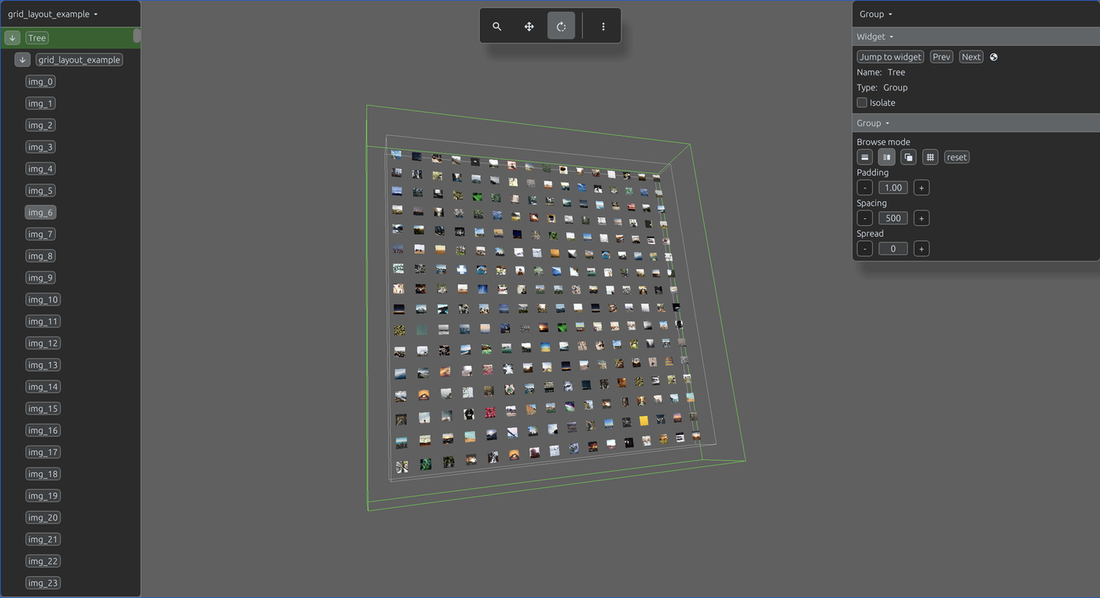 grid_layout_example
Tree
grid_layout_example
img_0
img_1
img_2
img_3
img_4
img_5
img_6
img_7
img_8
img_9
img_10
img_11
img_12
img_13
img_14
img_15
img_16
img_17
img_18
img_19
img_20
img_21
img_22
img_23
Group
Widget
Jump to widget Prev Next
Name: Tree
Type: Group
Isolate
Group
Browse mode
reset
Padding
- 1.00 +
Spacing
- 500 +
Spread
- 0 +